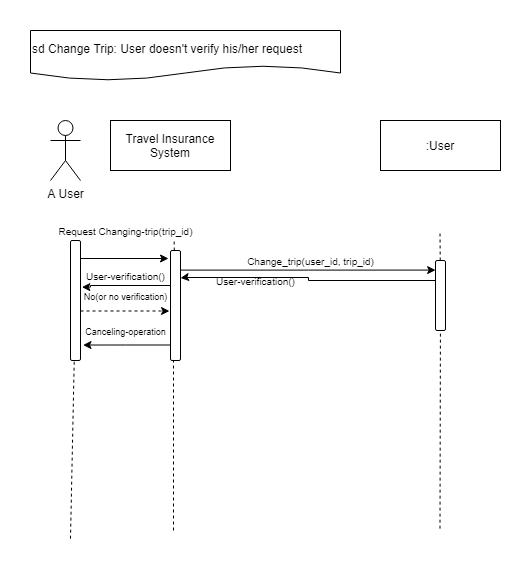 sd Change Trip: User doesn't verify his/her request
Travel Insurance
System
:User
A User
Request Changing-trip(trip_id)
Change_trip(user_id, trip_id)
User-verification()
User-verification()
No(or no verification)
Canceling-operation